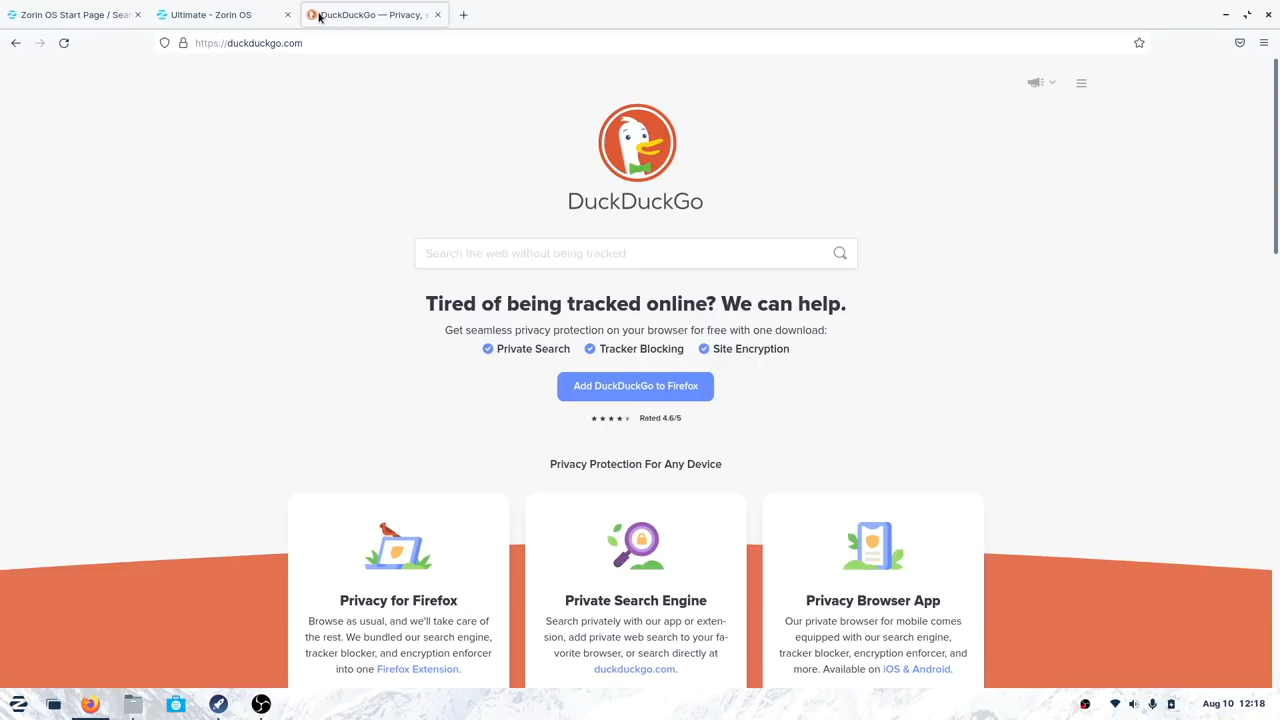 Zorin OS Start Page / Sear
Ultimate - Zorin OS
DuckDuckGo — Privacy, s
https://duckduckgo.com
DuckDuckGo
Search the web without being tracked
Tired of being tracked online? We can help.
Get seamless privacy protection on your browser for free with one download:
Private Search
Tracker Blocking
Site Encryption
Add DuckDuckGo to Firefox
Rated 4.6/5
Privacy Protection For Any Device
Privacy for Firefox
Browse as usual, and we'll take care of
the rest. We bundled our search engine,
tracker blocker, and encryption enforcer
into one Firefox Extension.
Private Search Engine
Search privately with our app or exten-
sion, add private web search to your fa-
vorite browser, or search directly at
duckduckgo.com.
Privacy Browser App
Our private browser for mobile comes
equipped with our search engine,
tracker blocker, encryption enforcer, and
more. Available on iOS & Android.
Aug 10 12:18